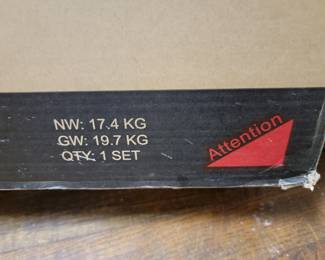 NW: 17.4 KG
GW: 19.7 KG
QTY: 1 SET
Attention